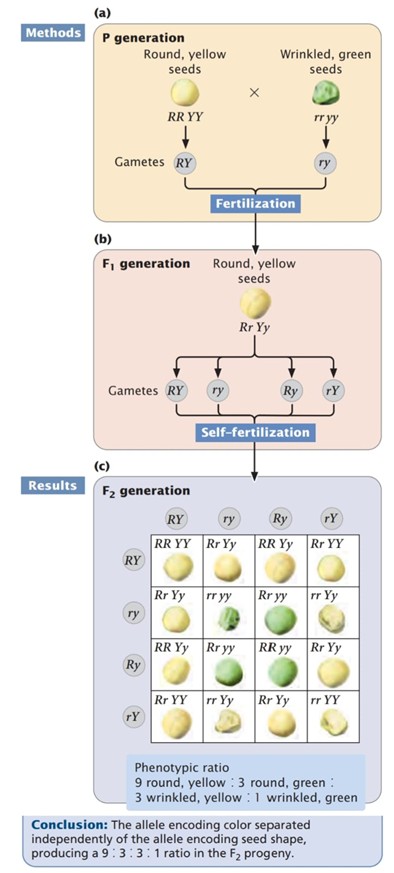 (a)
Methods
P generation
Round, yellow
seeds
Wrinkled, green
seeds
×
RR YY
rr yy
Gametes RY
ry
Fertilization
(b)
F1 generation
Round, yellow
seeds
Rr Yy
Gametes RY ry Ry rY
Self-fertilization
(c)
Results
F2 generation
RY ry Ry rY
RR YY Rr Yy RR Yy Rr YY
RY
Rr Yy rr yy Rr yy rr Yy
ry
RR Yy Rr yy RR yy Rr Yy
Ry
Rr YY rr Yy Rr Yy rr YY
rY
Phenotypic ratio
9 round, yellow : 3 round, green :
3 wrinkled, yellow : 1 wrinkled, green
Conclusion: The allele encoding color separated
independently of the allele encoding seed shape,
producing a 9 : 3 : 3 : 1 ratio in the F2 progeny.